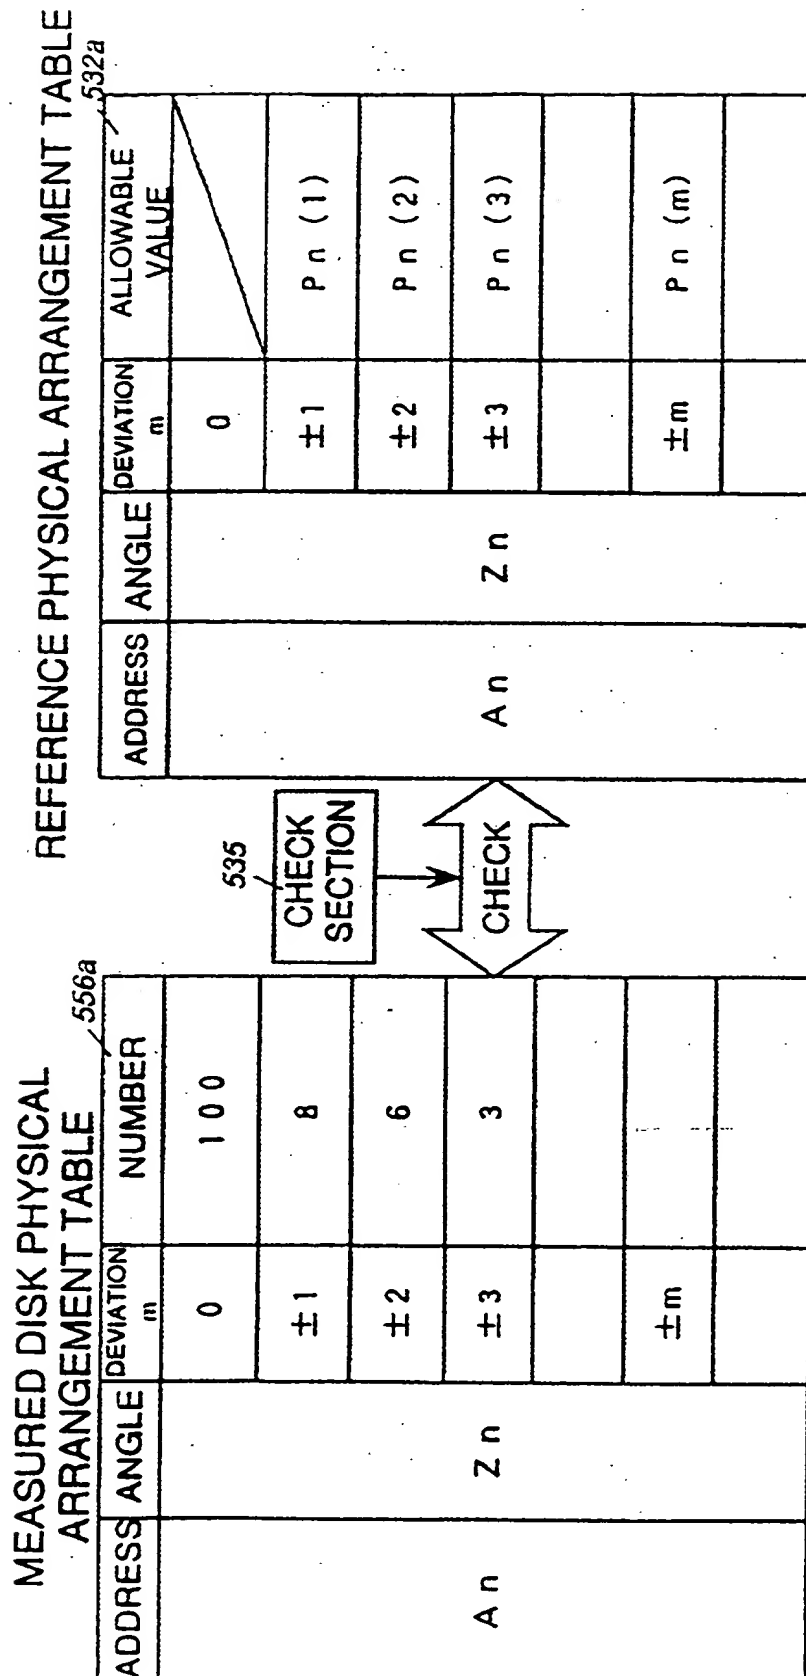 MEASURED DISK PHYSICAL
ARRANGEMENT TABLE
556a
ADDRESS ANGLE DEVIATION m NUMBER
An Zn
0 100
±1 8
±2 6
±3 3
±m
535
CHECK
SECTION
CHECK
REFERENCE PHYSICAL ARRANGEMENT TABLE
532a
ADDRESS ANGLE DEVIATION m ALLOWABLE VALUE
An Zn
0
±1 Pn (1)
±2 Pn (2)
±3 Pn (3)
±m Pn (m)